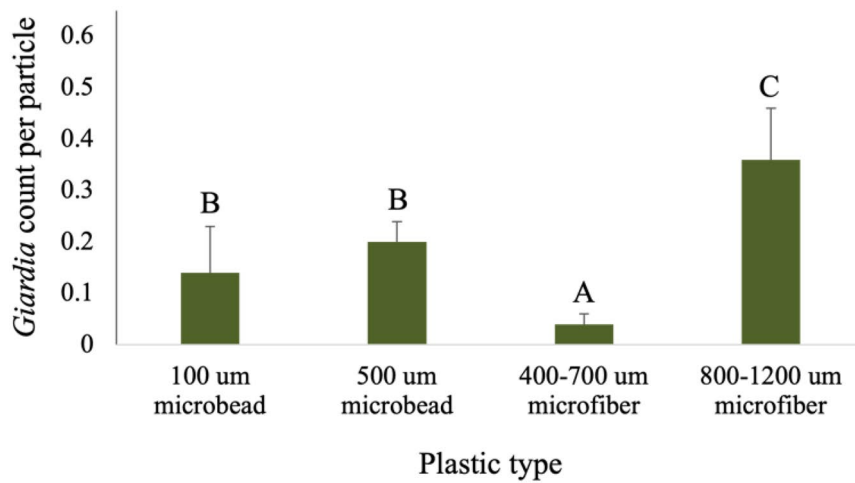 Giardia count per particle
0.6
0.5
0.4
0.3
0.2
0.1
0
B
B
A
C
100 um
microbead
500 um
microbead
400-700 um
microfiber
800-1200 um
microfiber
Plastic type